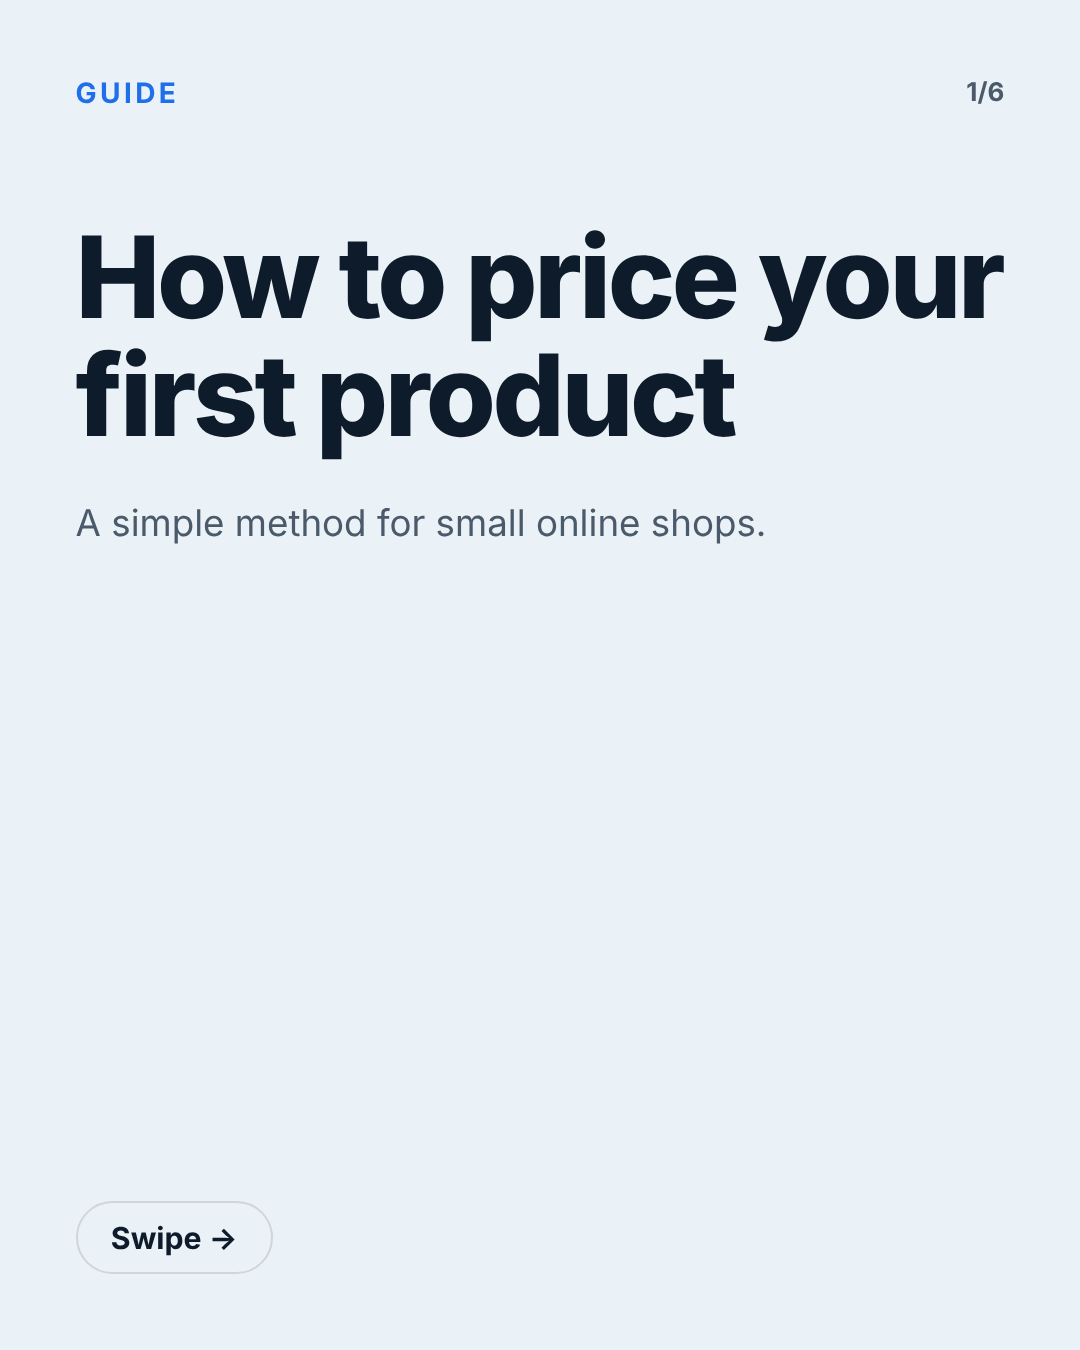 GUIDE
1/6
How to price your
first product
A simple method for small online shops.
Swipe →